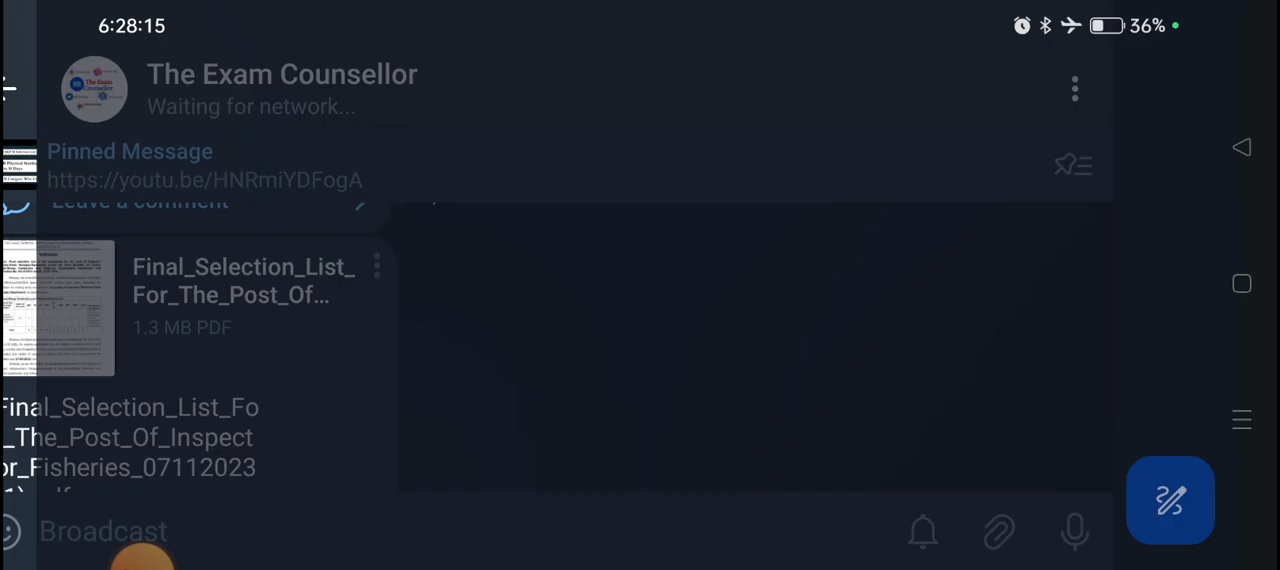 6:28:15
36%
The Exam Counsellor
Waiting for network...
Pinned Message
https://youtu.be/HNRmiYDFogA
Leave a comment
Final_Selection_List_
For_The_Post_Of...
1.3 MB PDF
Final_Selection_List_Fo
_The_Post_Of_Inspect
or_Fisheries_07112023
Broadcast